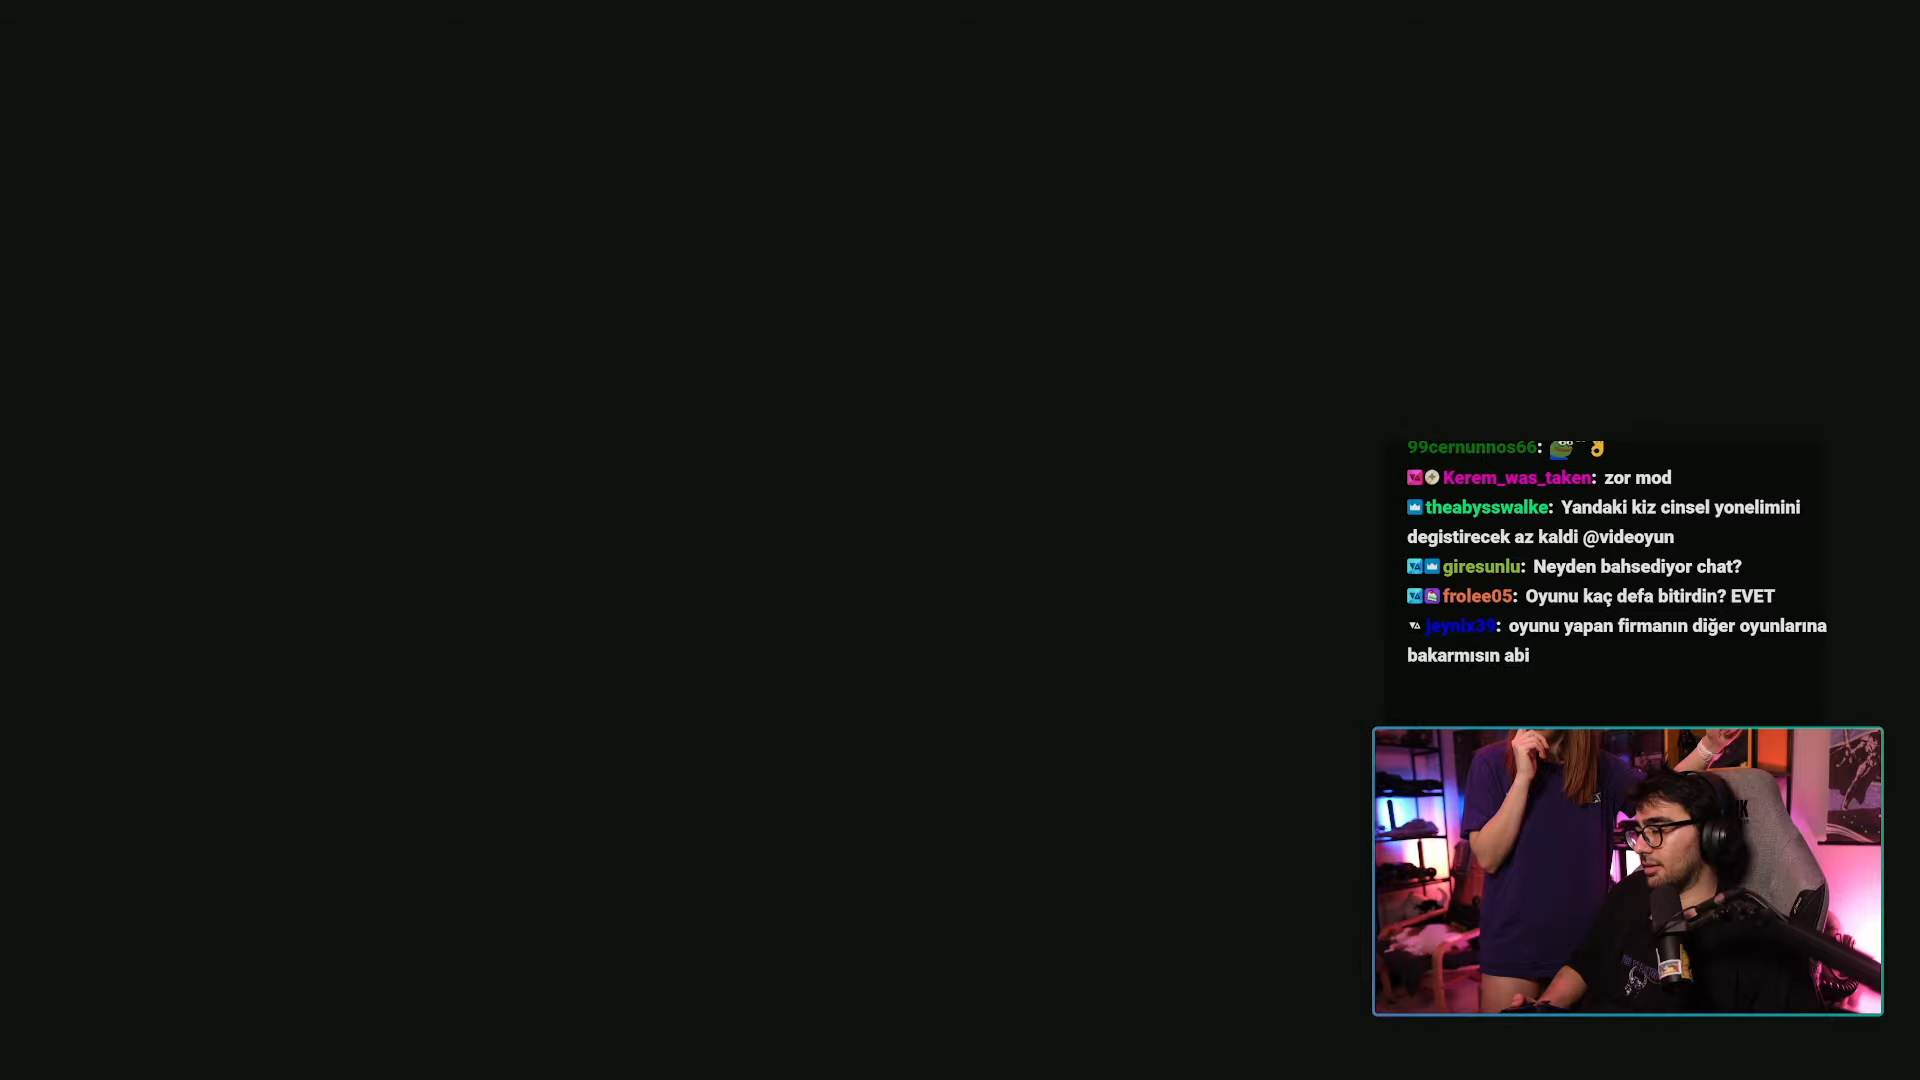 99cernunnos66:
Kerem_was_taken: zor mod
theabysswalke: Yandaki kiz cinsel yonelimini
degistirecek az kaldi @videoyun
giresunlu: Neyden bahsediyor chat?
frolee05: Oyunu kaç defa bitirdin? EVET
jeynix39: oyunu yapan firmanın diğer oyunlarına
bakarmısın abi